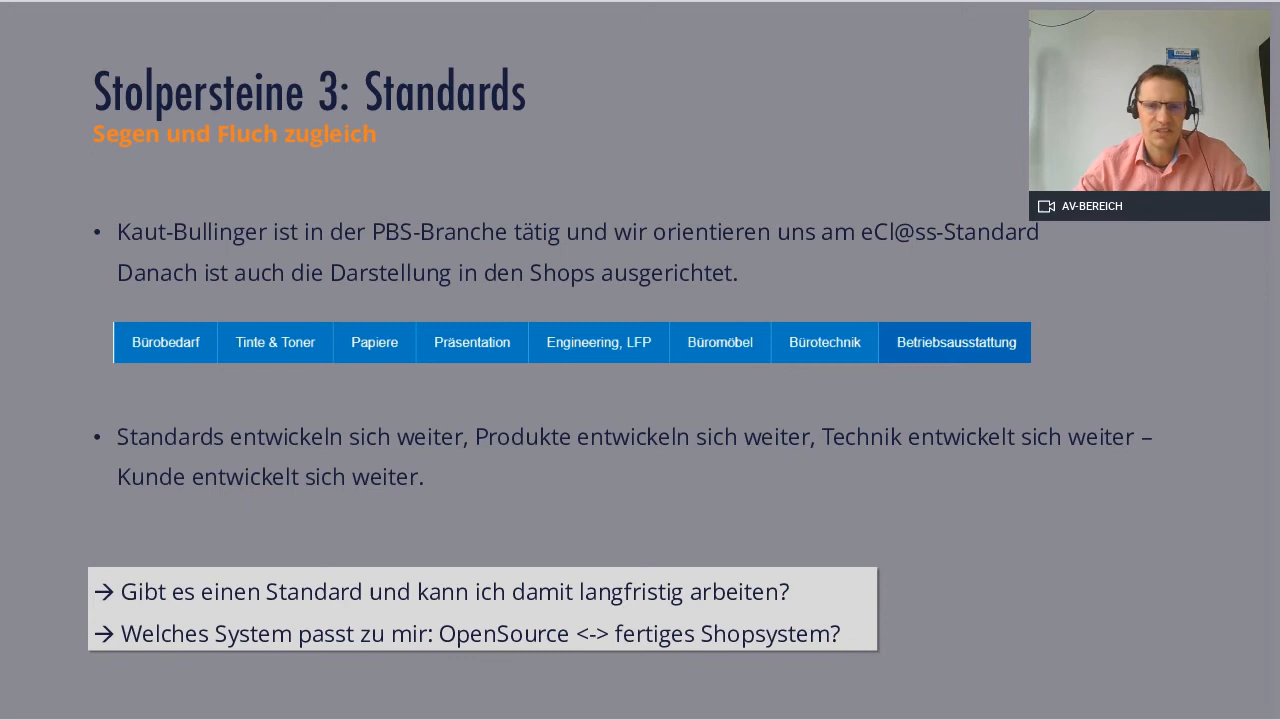 Stolpersteine 3: Standards
Segen und Fluch zugleich
AV-BEREICH
• Kaut-Bullinger ist in der PBS-Branche tätig und wir orientieren uns am eCl@ss-Standard
Danach ist auch die Darstellung in den Shops ausgerichtet.
Bürobedarf Tinte & Toner Papiere Präsentation Engineering, LFP Büromöbel Bürotechnik Betriebsausstattung
• Standards entwickeln sich weiter, Produkte entwickeln sich weiter, Technik entwickelt sich weiter –
Kunde entwickelt sich weiter.
→ Gibt es einen Standard und kann ich damit langfristig arbeiten?
→ Welches System passt zu mir: OpenSource <-> fertiges Shopsystem?